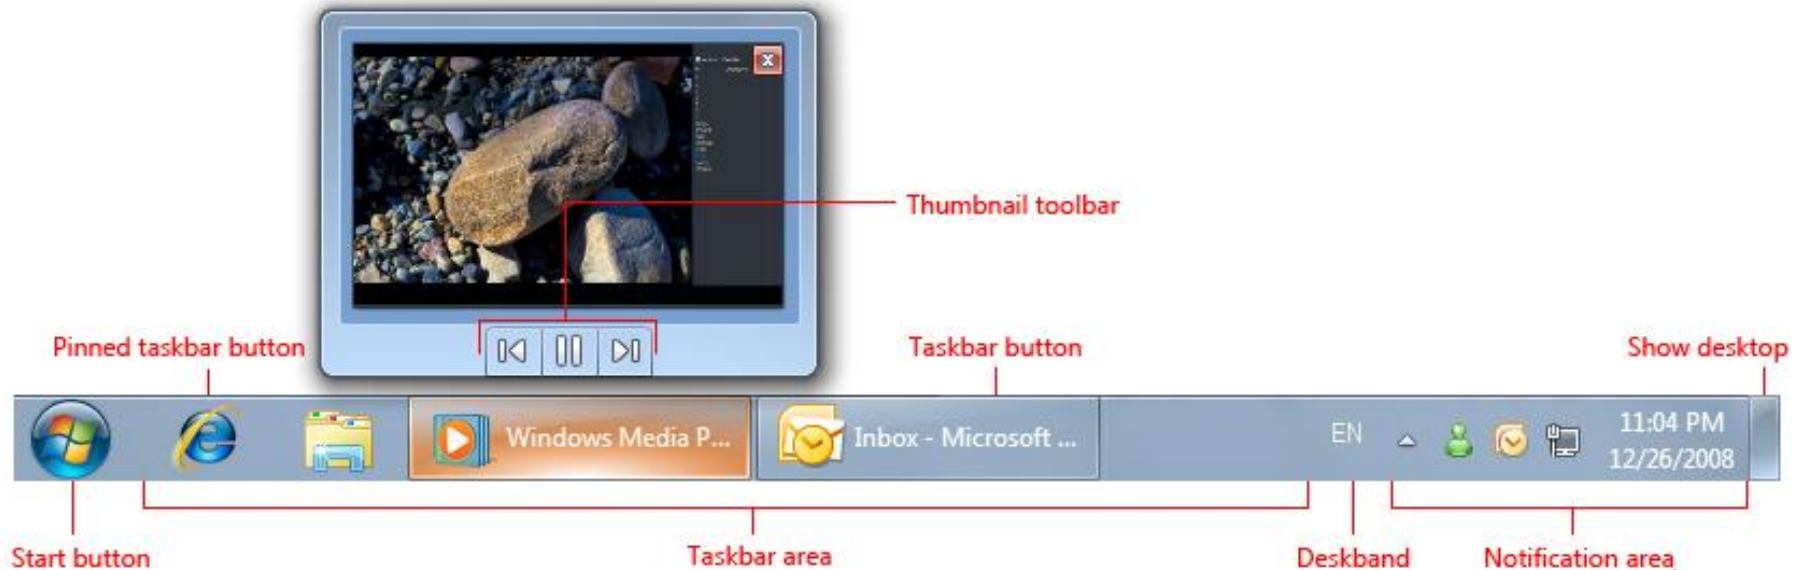 Thumbnail toolbar
Pinned taskbar button
Taskbar button
Show desktop
Windows Media P...
Inbox - Microsoft ...
EN
11:04 PM
12/26/2008
Start button
Taskbar area
Deskband
Notification area